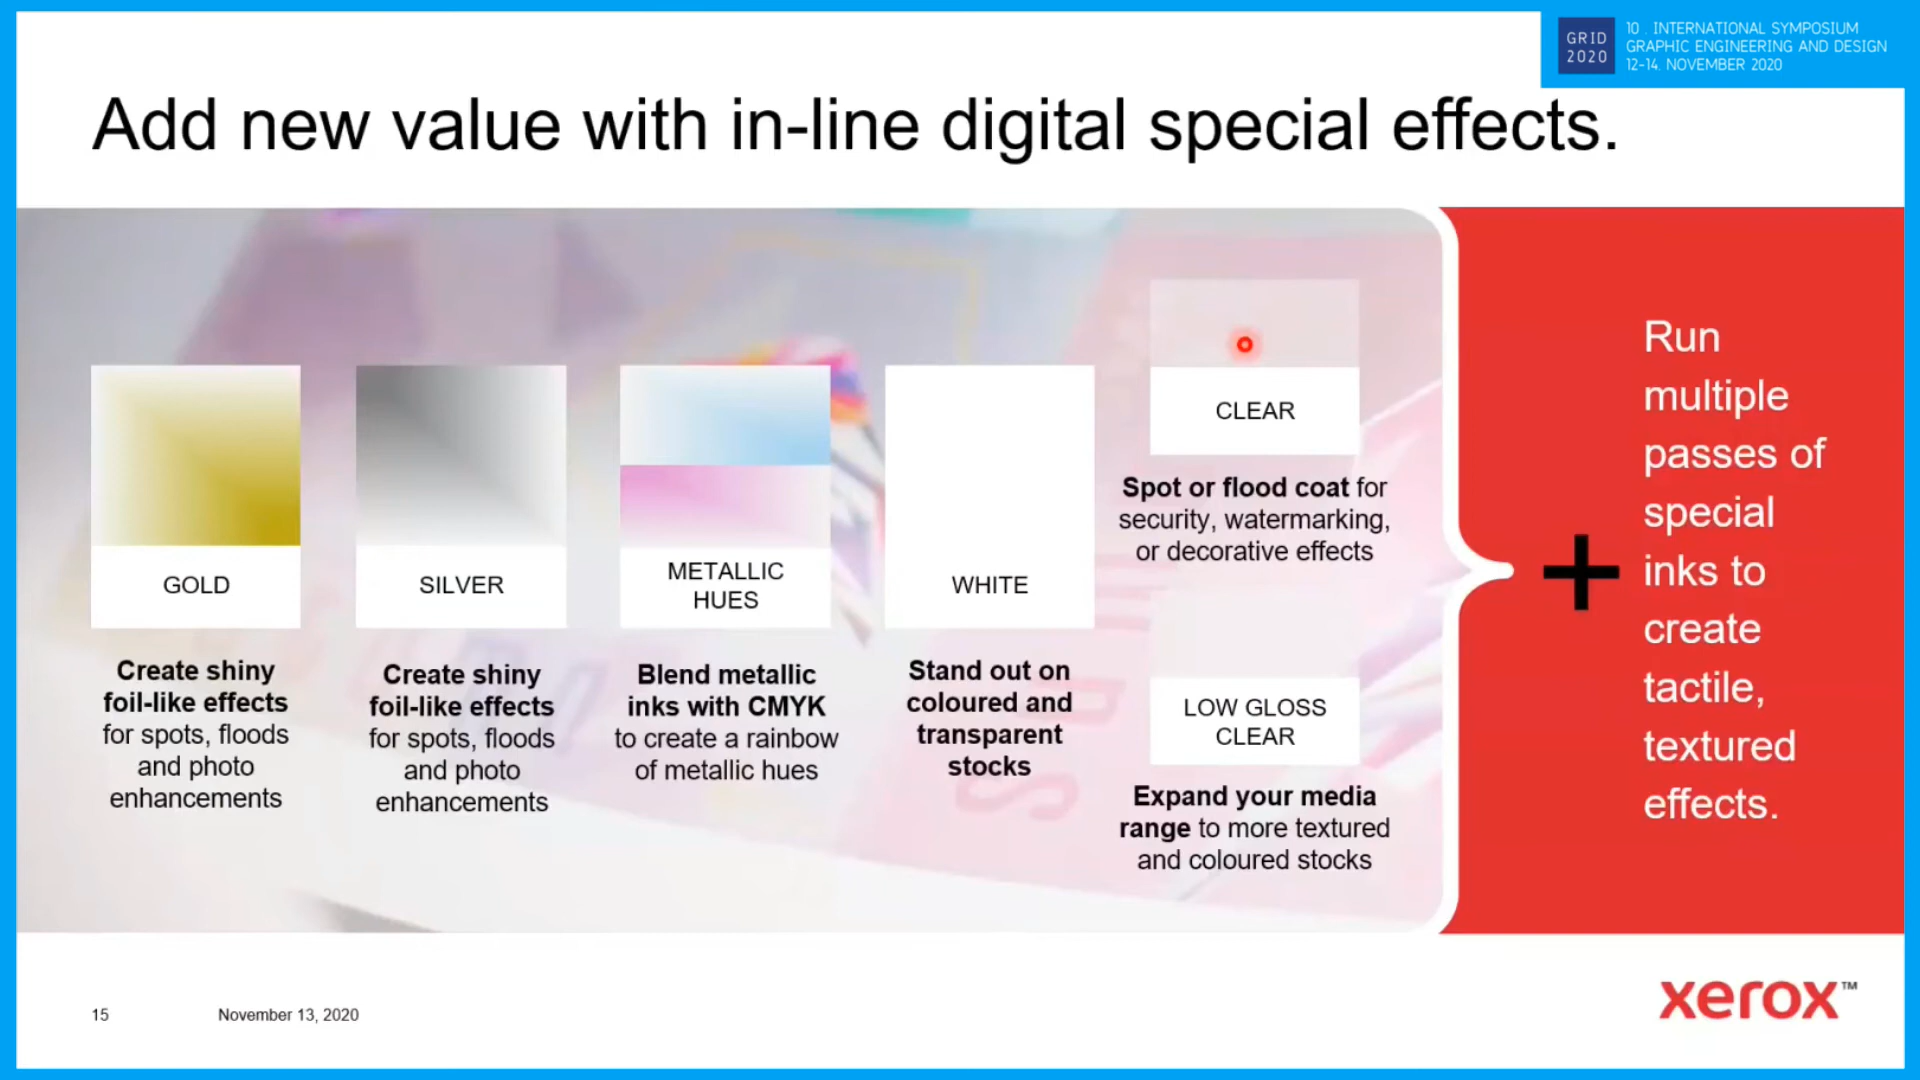 GRID
2020
10 . INTERNATIONAL SYMPOSIUM
GRAPHIC ENGINEERING AND DESIGN
12-14. NOVEMBER 2020
Add new value with in-line digital special effects.
GOLD
Create shiny
foil-like effects
for spots, floods
and photo
enhancements
SILVER
Create shiny
foil-like effects
for spots, floods
and photo
enhancements
METALLIC
HUES
Blend metallic
inks with CMYK
to create a rainbow
of metallic hues
WHITE
Stand out on
coloured and
transparent
stocks
CLEAR
Spot or flood coat for
security, watermarking,
or decorative effects
LOW GLOSS
CLEAR
Expand your media
range to more textured
and coloured stocks
+
Run
multiple
passes of
special
inks to
create
tactile,
textured
effects.
15
November 13, 2020
xerox™